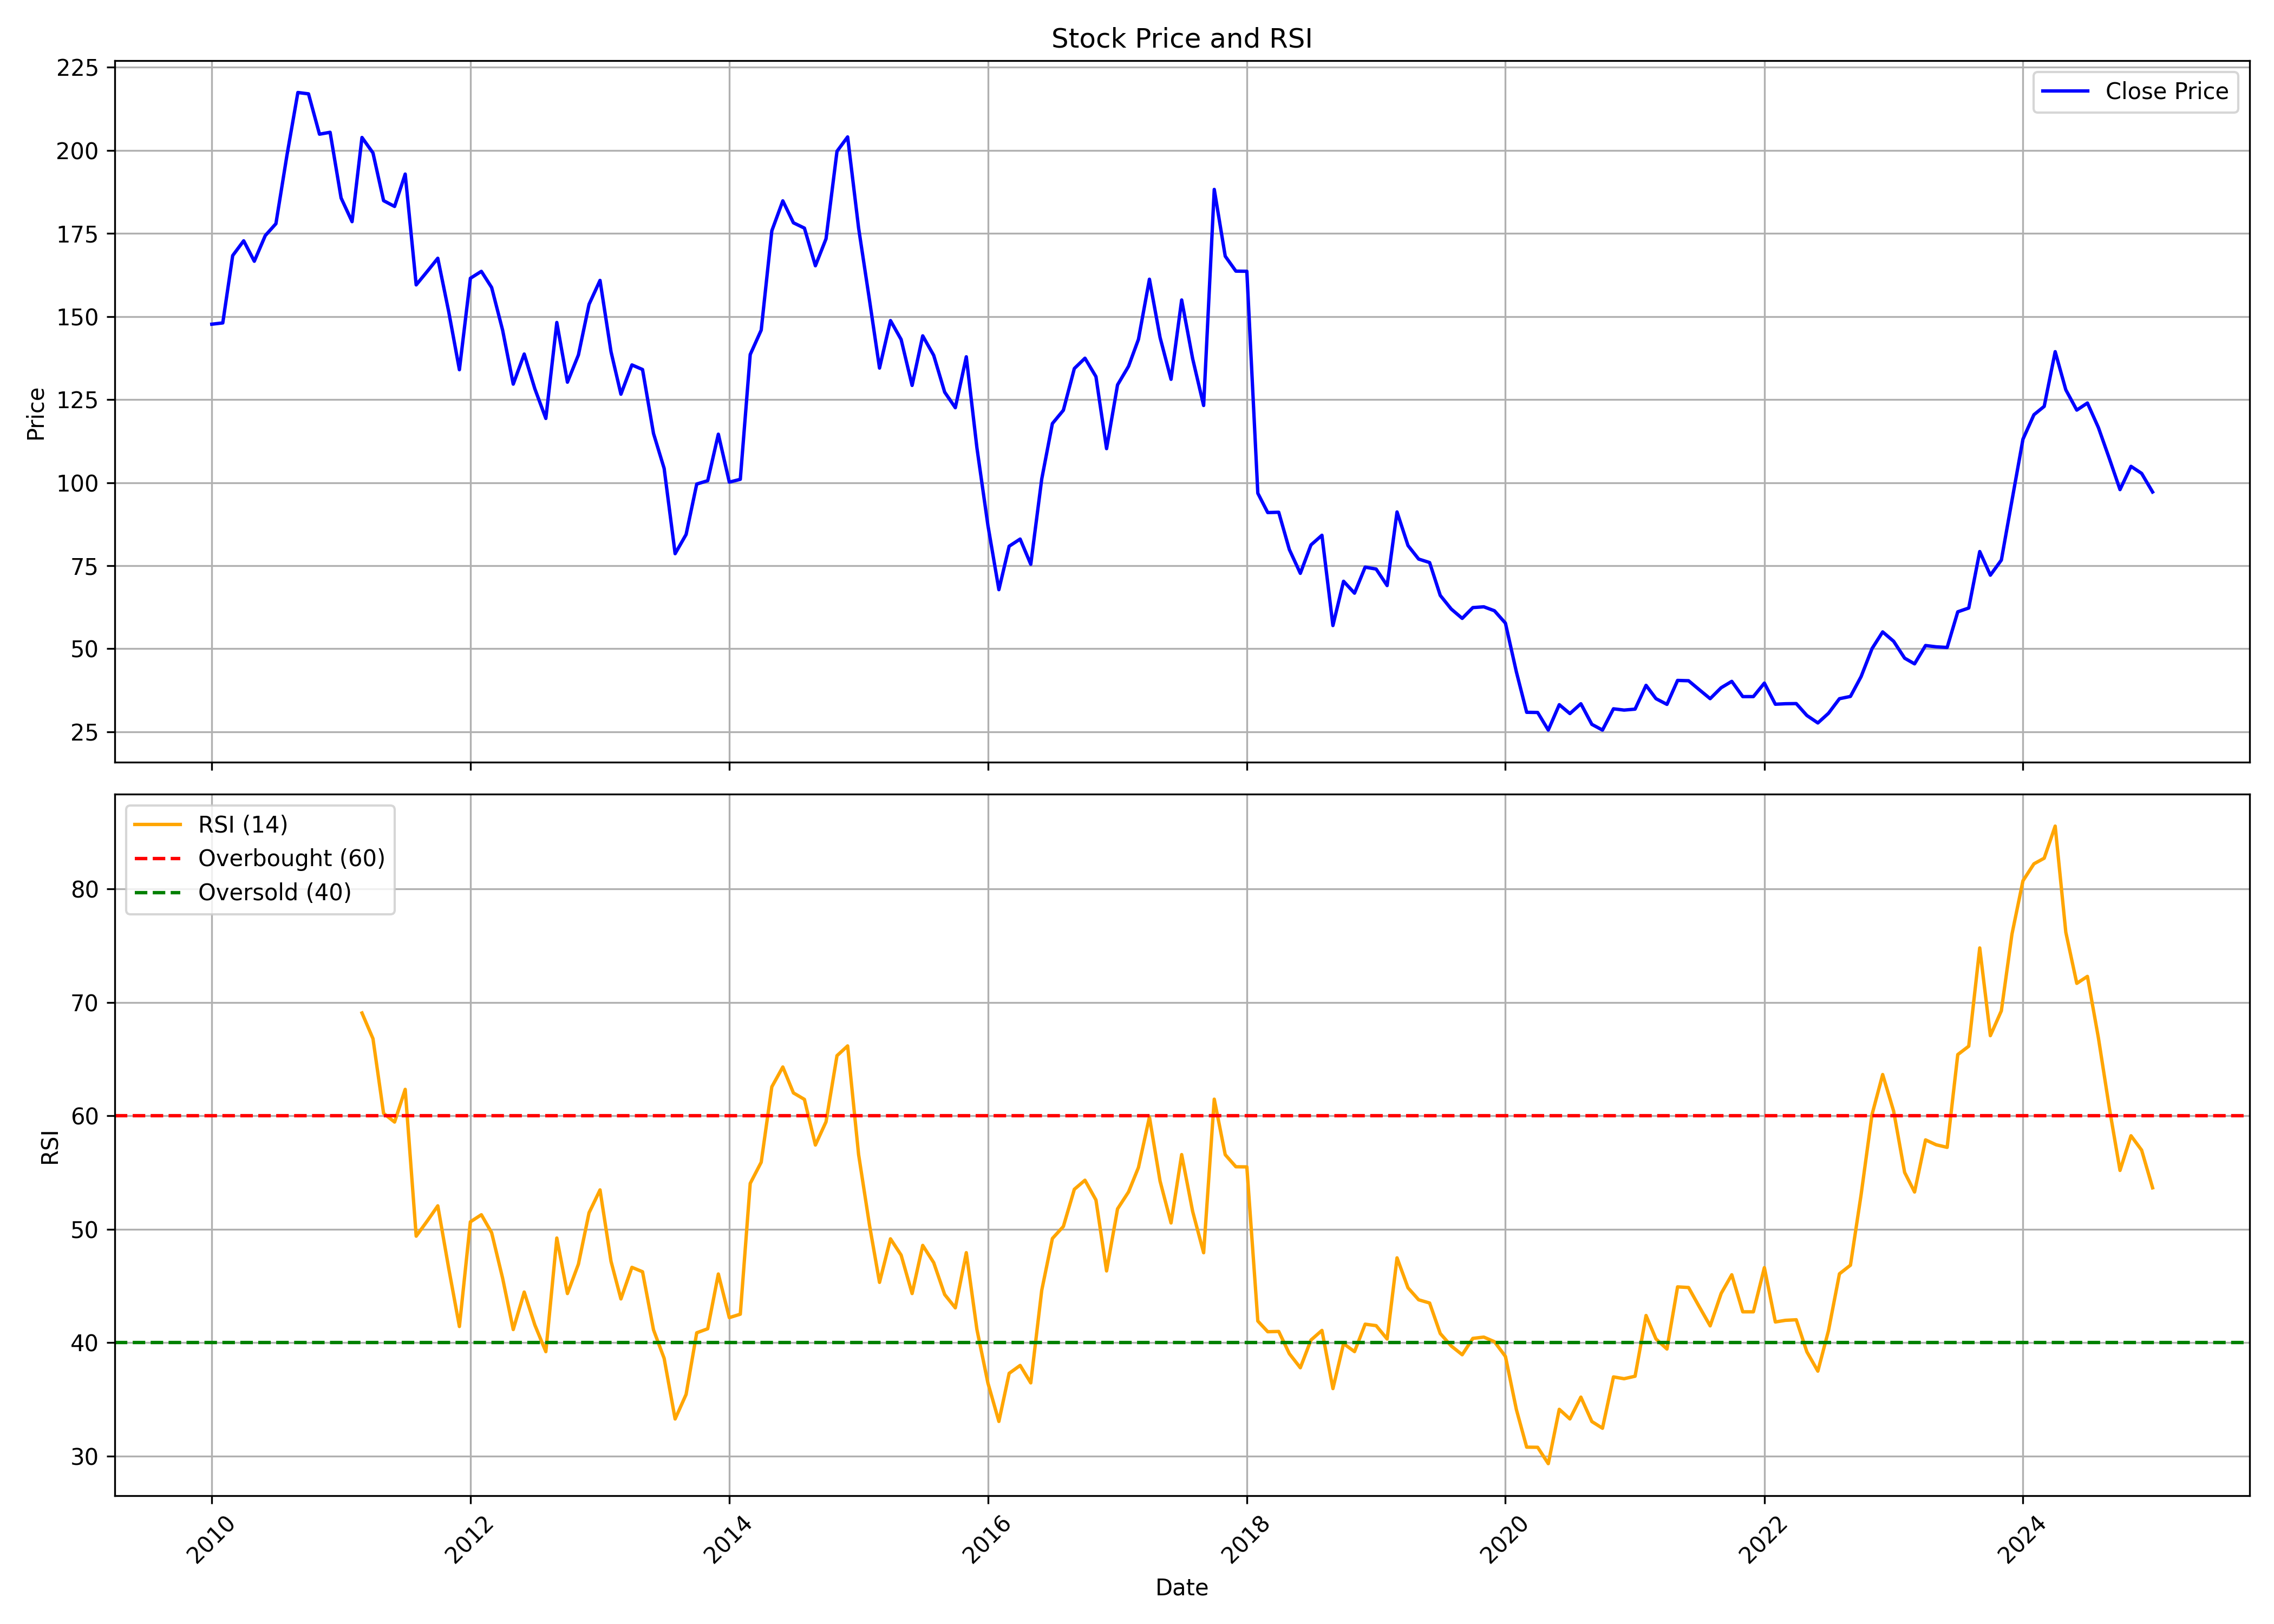 Stock Price and RSI
225
200
175
150
125
100
75
50
25
Price
Close Price
RSI (14)
Overbought (60)
Oversold (40)
80
70
60
50
40
30
RSI
2010
2012
2014
2016
2018
2020
2022
2024
Date